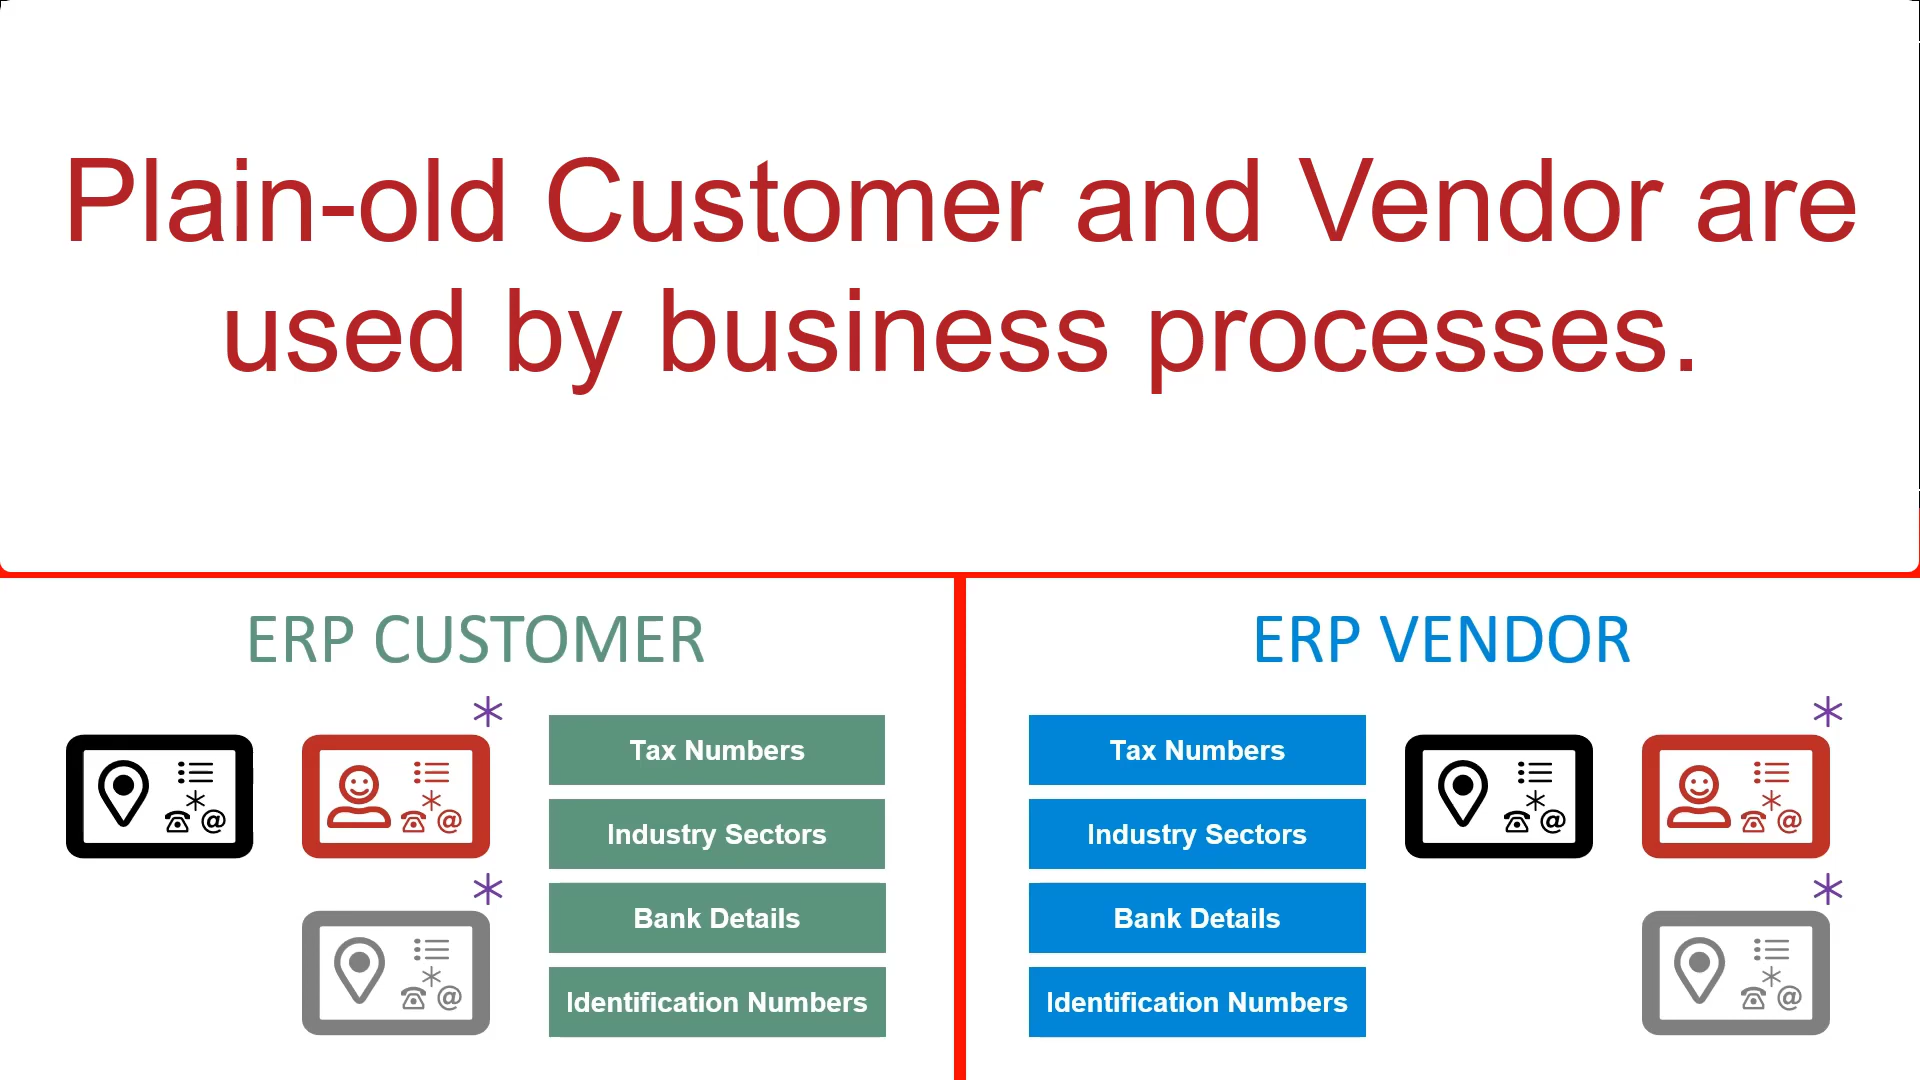 Plain-old Customer and Vendor are
used by business processes.
ERP CUSTOMER
Tax Numbers
Industry Sectors
Bank Details
Identification Numbers
ERP VENDOR
Tax Numbers
Industry Sectors
Bank Details
Identification Numbers